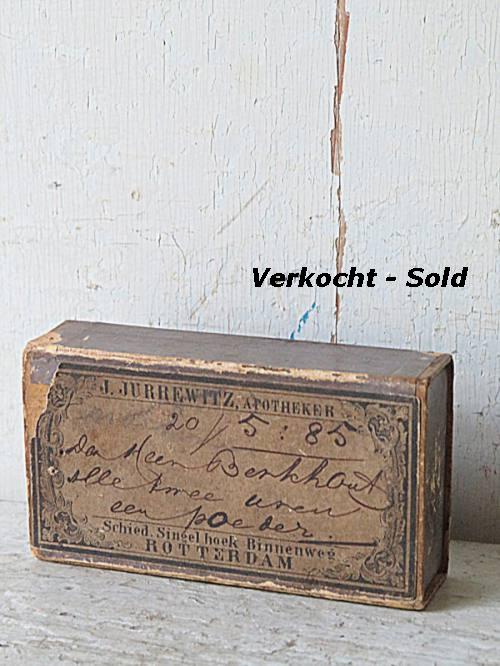 Verkocht - Sold
J. JURREWITZ, APOTHEKER
20/5 : 85
Den Heer Berkhout
alle twee uren
een poeder.
Schied. Singel hoek Binnenweg
ROTTERDAM